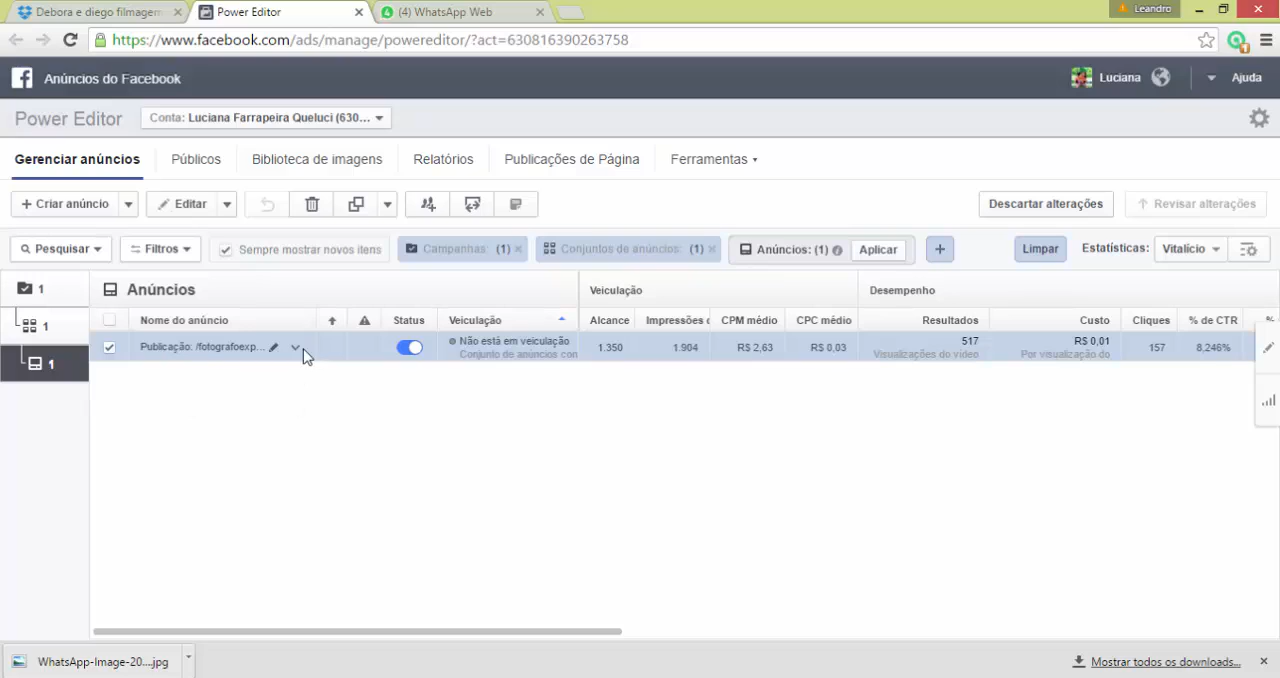 Debora e diego filmagem
Power Editor
(4) WhatsApp Web
Leandro
https://www.facebook.com/ads/manage/powereditor/?act=630816390263758
Anúncios do Facebook
Luciana
Ajuda
Power Editor
Conta: Luciana Farrapeira Queluci (630...
Gerenciar anúncios
Públicos
Biblioteca de imagens
Relatórios
Publicações de Página
Ferramentas
+ Criar anúncio
Editar
Descartar alterações
Revisar alterações
Pesquisar
Filtros
Sempre mostrar novos itens
Campanhas: (1)
Conjuntos de anúncios: (1)
Anúncios: (1)
Aplicar
+
Limpar
Estatísticas:
Vitalício
1
Anúncios
Veiculação
Desempenho
1
Nome do anúncio
Status
Veiculação
Alcance
Impressões
CPM médio
CPC médio
Resultados
Custo
Cliques
% de CTR
%
1
Publicação: /fotografoexp...
Não está em veiculação
Conjunto de anúncios con
1.350
1.904
R$ 2,63
R$ 0,03
517
Visualizações do vídeo
R$ 0,01
Por visualização do
157
8,246%
WhatsApp-Image-20....jpg
Mostrar todos os downloads...